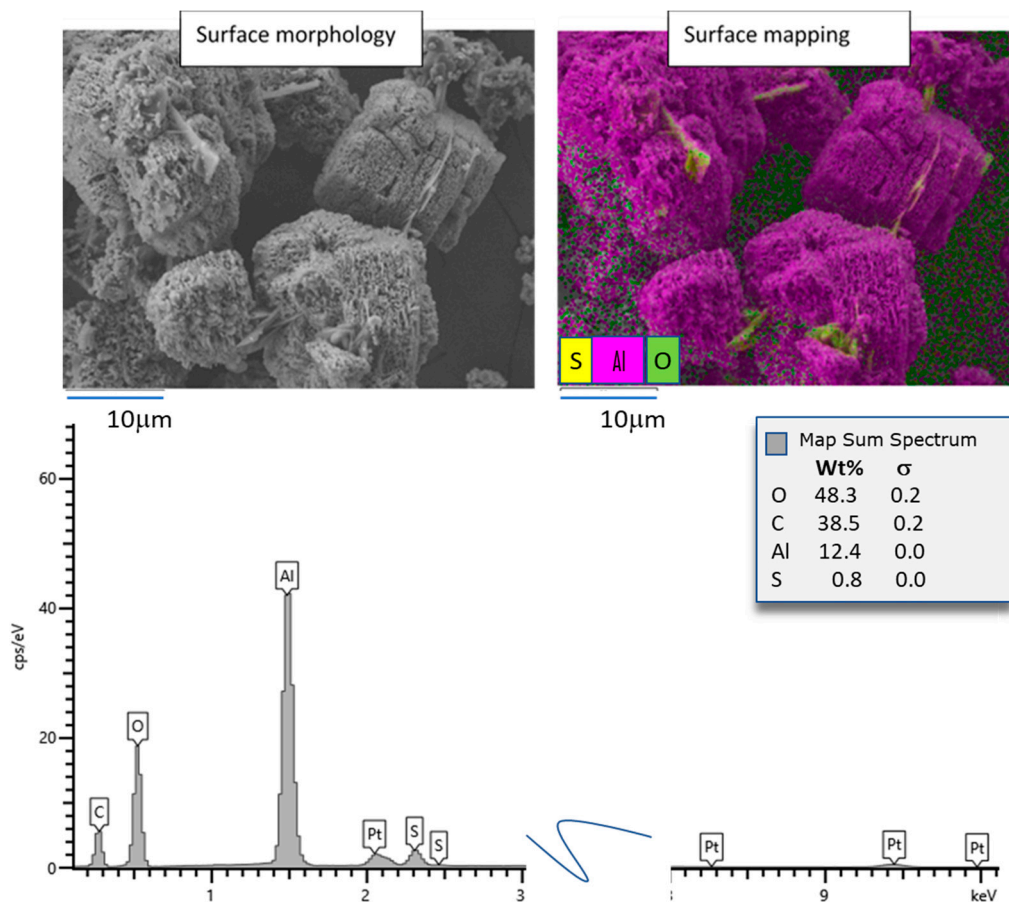 Surface morphology
Surface mapping
S Al O
10μm
10μm
Map Sum Spectrum
Wt% σ
O 48.3 0.2
C 38.5 0.2
Al 12.4 0.0
S 0.8 0.0
60
40
20
0
cps/eV
C
O
Al
Pt
S
S
Pt
Pt
Pt
1
2
3
9
keV